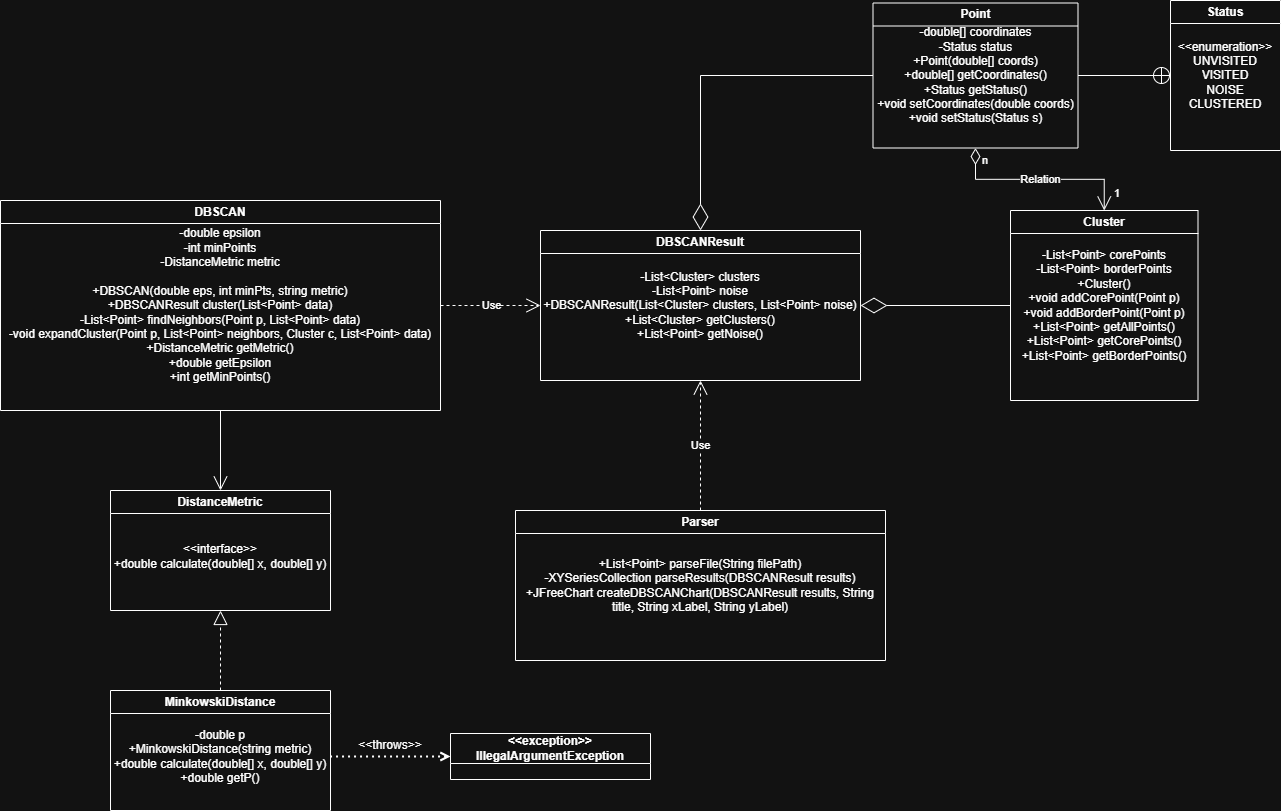 Point
-double[] coordinates
-Status status
+Point(double[] coords)
+double[] getCoordinates()
+Status getStatus()
+void setCoordinates(double coords)
+void setStatus(Status s)
Status
<<enumeration>>
UNVISITED
VISITED
NOISE
CLUSTERED
n
Relation
1
DBSCAN
-double epsilon
-int minPoints
-DistanceMetric metric
+DBSCAN(double eps, int minPts, string metric)
+DBSCANResult cluster(List<Point> data)
-List<Point> findNeighbors(Point p, List<Point> data)
-void expandCluster(Point p, List<Point> neighbors, Cluster c, List<Point> data)
+DistanceMetric getMetric()
+double getEpsilon
+int getMinPoints()
Use
DBSCANResult
-List<Cluster> clusters
-List<Point> noise
+DBSCANResult(List<Cluster> clusters, List<Point> noise)
+List<Cluster> getClusters()
+List<Point> getNoise()
Cluster
-List<Point> corePoints
-List<Point> borderPoints
+Cluster()
+void addCorePoint(Point p)
+void addBorderPoint(Point p)
+List<Point> getAllPoints()
+List<Point> getCorePoints()
+List<Point> getBorderPoints()
Use
DistanceMetric
<<interface>>
+double calculate(double[] x, double[] y)
Parser
+List<Point> parseFile(String filePath)
-XYSeriesCollection parseResults(DBSCANResult results)
+JFreeChart createDBSCANChart(DBSCANResult results, String
title, String xLabel, String yLabel)
MinkowskiDistance
-double p
+MinkowskiDistance(string metric)
+double calculate(double[] x, double[] y)
+double getP()
<<throws>>
<<exception>>
IllegalArgumentException